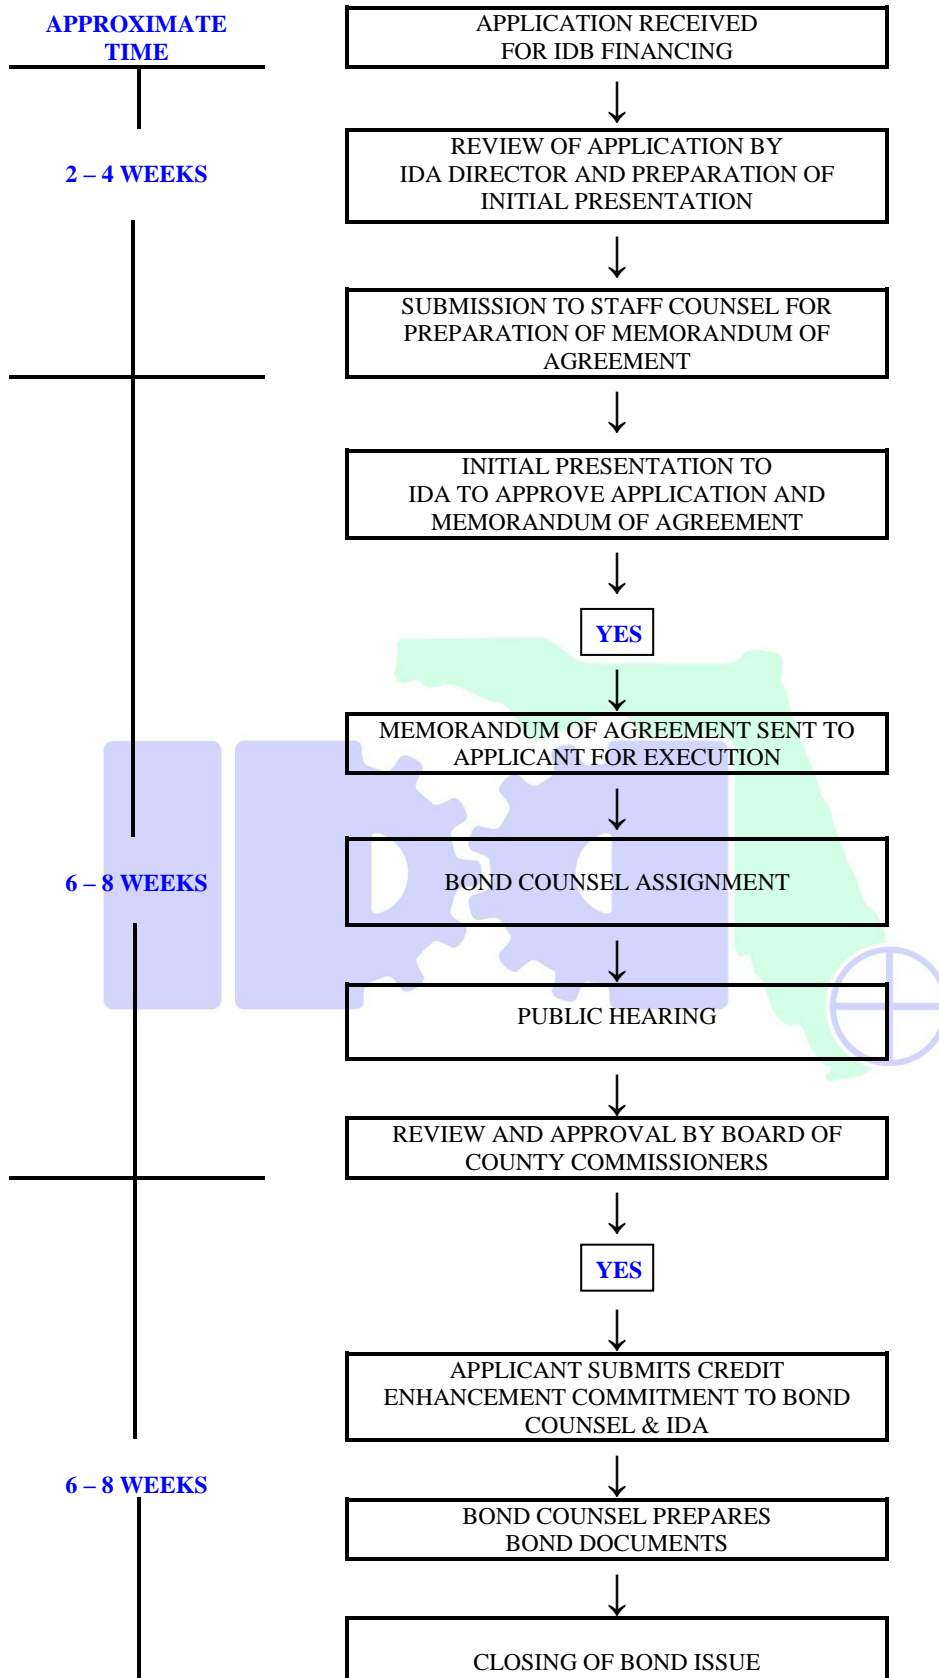 APPROXIMATE
TIME
APPLICATION RECEIVED
FOR IDB FINANCING
2 – 4 WEEKS
REVIEW OF APPLICATION BY
IDA DIRECTOR AND PREPARATION OF
INITIAL PRESENTATION
SUBMISSION TO STAFF COUNSEL FOR
PREPARATION OF MEMORANDUM OF
AGREEMENT
INITIAL PRESENTATION TO
IDA TO APPROVE APPLICATION AND
MEMORANDUM OF AGREEMENT
YES
MEMORANDUM OF AGREEMENT SENT TO
APPLICANT FOR EXECUTION
6 – 8 WEEKS
BOND COUNSEL ASSIGNMENT
PUBLIC HEARING
REVIEW AND APPROVAL BY BOARD OF
COUNTY COMMISSIONERS
YES
APPLICANT SUBMITS CREDIT
ENHANCEMENT COMMITMENT TO BOND
COUNSEL & IDA
6 – 8 WEEKS
BOND COUNSEL PREPARES
BOND DOCUMENTS
CLOSING OF BOND ISSUE